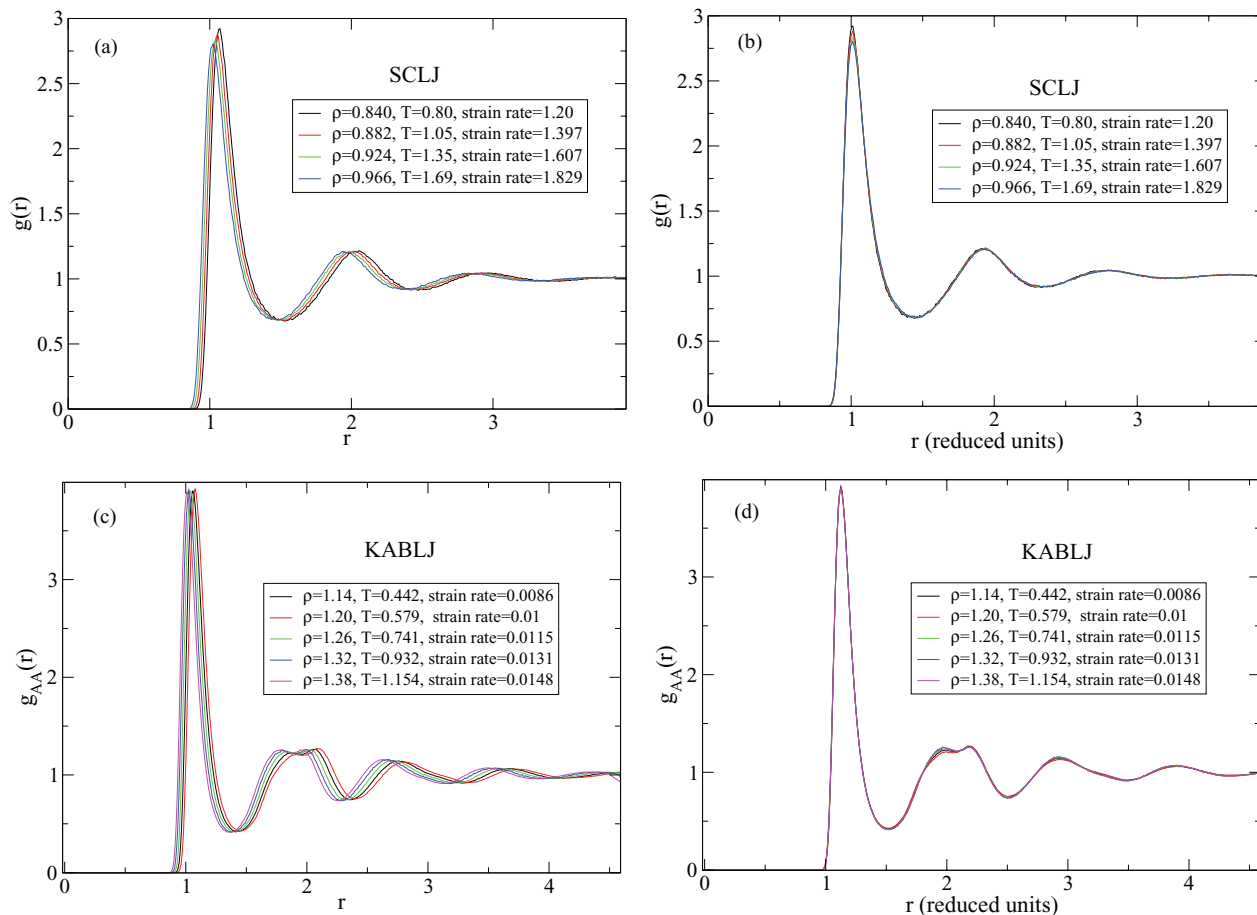 (a)
SCLJ
ρ=0.840, T=0.80, strain rate=1.20
ρ=0.882, T=1.05, strain rate=1.397
ρ=0.924, T=1.35, strain rate=1.607
ρ=0.966, T=1.69, strain rate=1.829
g(r)
3
2.5
2
1.5
1
0.5
0
0 1 2 3
r
(b)
SCLJ
ρ=0.840, T=0.80, strain rate=1.20
ρ=0.882, T=1.05, strain rate=1.397
ρ=0.924, T=1.35, strain rate=1.607
ρ=0.966, T=1.69, strain rate=1.829
g(r)
3
2.5
2
1.5
1
0.5
0
0 1 2 3
r (reduced units)
(c)
KABLJ
ρ=1.14, T=0.442, strain rate=0.0086
ρ=1.20, T=0.579, strain rate=0.01
ρ=1.26, T=0.741, strain rate=0.0115
ρ=1.32, T=0.932, strain rate=0.0131
ρ=1.38, T=1.154, strain rate=0.0148
g_AA(r)
3
2
1
0
0 1 2 3 4
r
(d)
KABLJ
ρ=1.14, T=0.442, strain rate=0.0086
ρ=1.20, T=0.579, strain rate=0.01
ρ=1.26, T=0.741, strain rate=0.0115
ρ=1.32, T=0.932, strain rate=0.0131
ρ=1.38, T=1.154, strain rate=0.0148
g_AA(r)
3
2
1
0
0 1 2 3 4
r (reduced units)